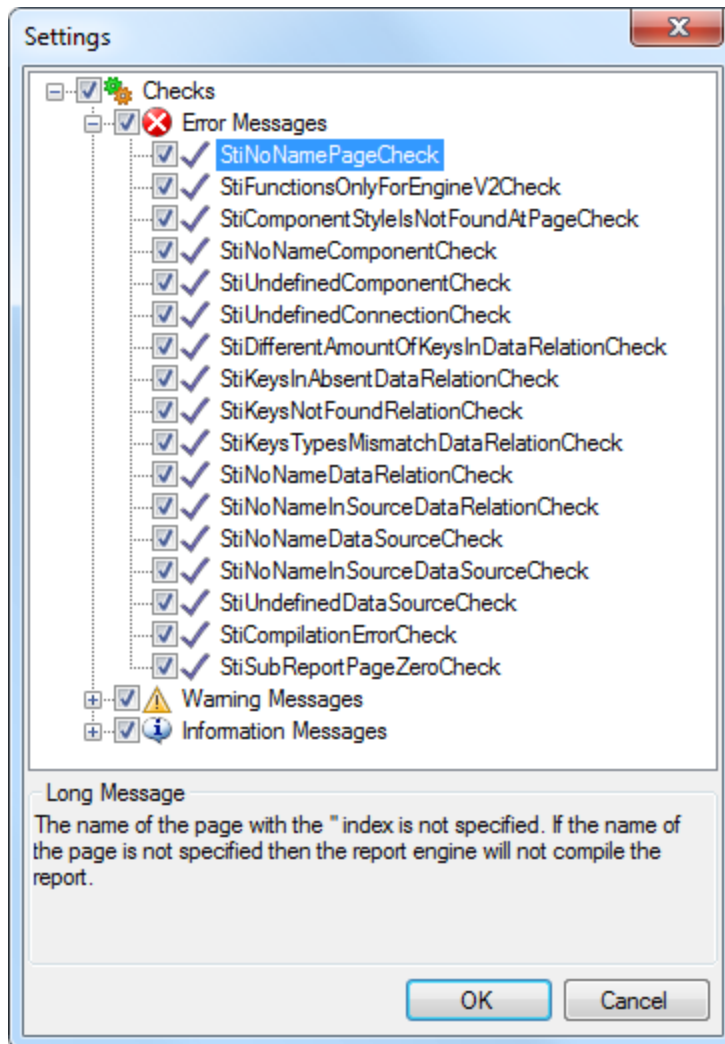 Settings
Checks
Error Messages
StiNoNamePageCheck
StiFunctionsOnlyForEngineV2Check
StiComponentStyleIsNotFoundAtPageCheck
StiNoNameComponentCheck
StiUndefinedComponentCheck
StiUndefinedConnectionCheck
StiDifferentAmountOfKeysInDataRelationCheck
StiKeysInAbsentDataRelationCheck
StiKeysNotFoundRelationCheck
StiKeysTypesMismatchDataRelationCheck
StiNoNameDataRelationCheck
StiNoNameInSourceDataRelationCheck
StiNoNameDataSourceCheck
StiNoNameInSourceDataSourceCheck
StiUndefinedDataSourceCheck
StiCompilationErrorCheck
StiSubReportPageZeroCheck
Warning Messages
Information Messages
Long Message
The name of the page with the '' index is not specified. If the name of
the page is not specified then the report engine will not compile the
report.
OK Cancel